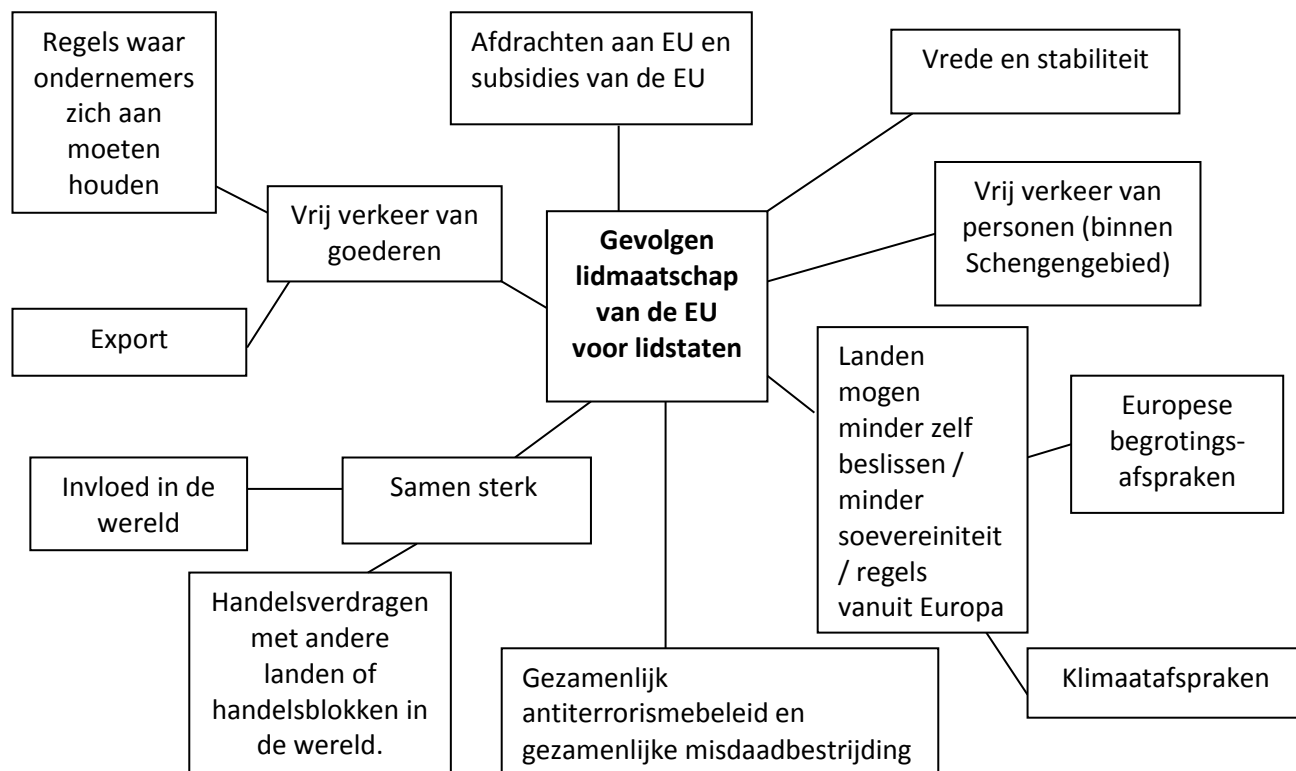 Regels waar
ondernemers
zich aan
moeten
houden
Afdrachten aan EU en
subsidies van de EU
Vrede en stabiliteit
Vrij verkeer van
goederen
Gevolgen
lidmaatschap
van de EU
voor lidstaten
Vrij verkeer van
personen (binnen
Schengengebied)
Export
Landen
mogen
minder zelf
beslissen /
minder
soevereiniteit
/ regels
vanuit Europa
Europese
begrotings-
afspraken
Invloed in de
wereld
Samen sterk
Handelsverdragen
met andere
landen of
handelsblokken in
de wereld.
Gezamenlijk
antiterrorismebeleid en
gezamenlijke misdaadbestrijding
Klimaatafspraken